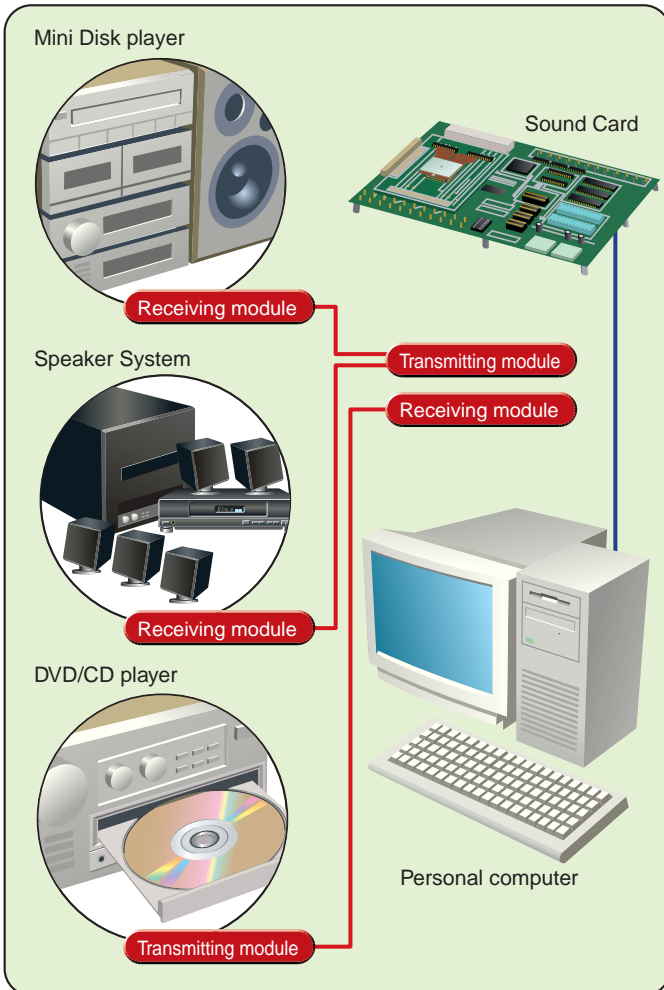 Mini Disk player
Sound Card
Receiving module
Transmitting module
Speaker System
Receiving module
Receiving module
DVD/CD player
Personal computer
Transmitting module